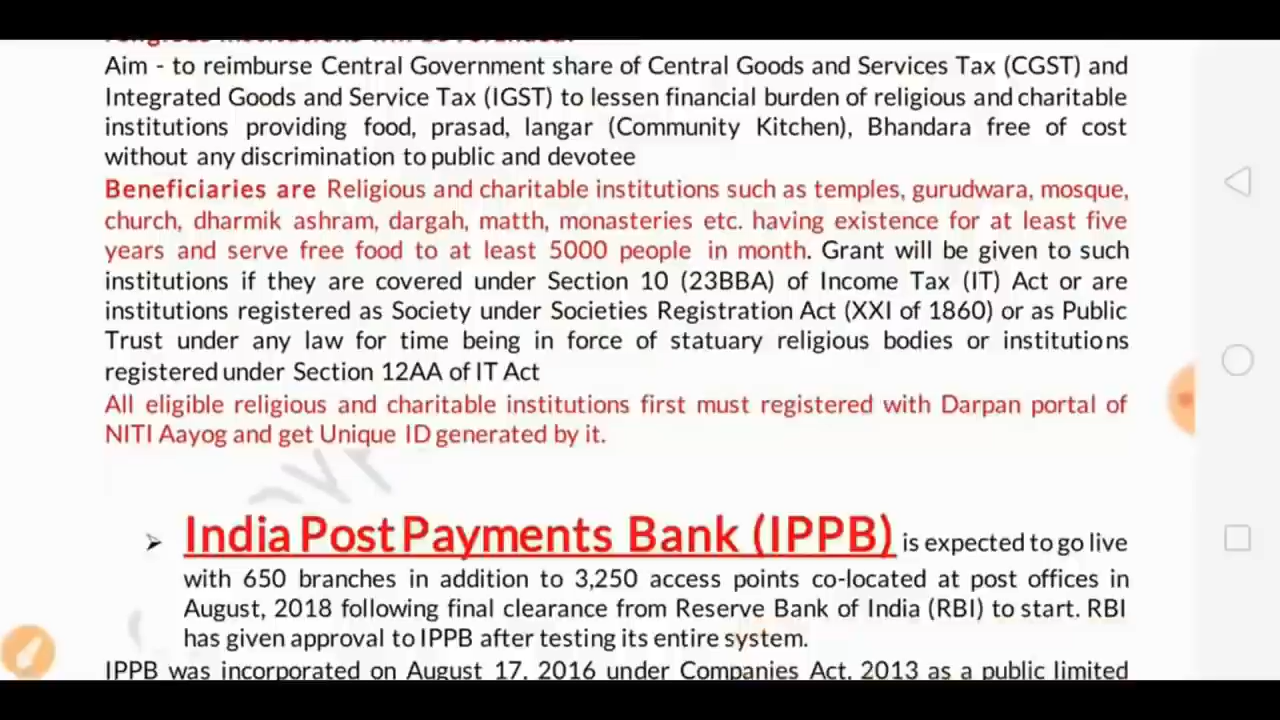 Aim - to reimburse Central Government share of Central Goods and Services Tax (CGST) and
Integrated Goods and Service Tax (IGST) to lessen financial burden of religious and charitable
institutions providing food, prasad, langar (Community Kitchen), Bhandara free of cost
without any discrimination to public and devotee
Beneficiaries are Religious and charitable institutions such as temples, gurudwara, mosque,
church, dharmik ashram, dargah, matth, monasteries etc. having existence for at least five
years and serve free food to at least 5000 people in month. Grant will be given to such
institutions if they are covered under Section 10 (23BBA) of Income Tax (IT) Act or are
institutions registered as Society under Societies Registration Act (XXI of 1860) or as Public
Trust under any law for time being in force of statuary religious bodies or institutions
registered under Section 12AA of IT Act
All eligible religious and charitable institutions first must registered with Darpan portal of
NITI Aayog and get Unique ID generated by it.
➢ India Post Payments Bank (IPPB) is expected to go live
with 650 branches in addition to 3,250 access points co-located at post offices in
August, 2018 following final clearance from Reserve Bank of India (RBI) to start. RBI
has given approval to IPPB after testing its entire system.
IPPB was incorporated on August 17, 2016 under Companies Act, 2013 as a public limited